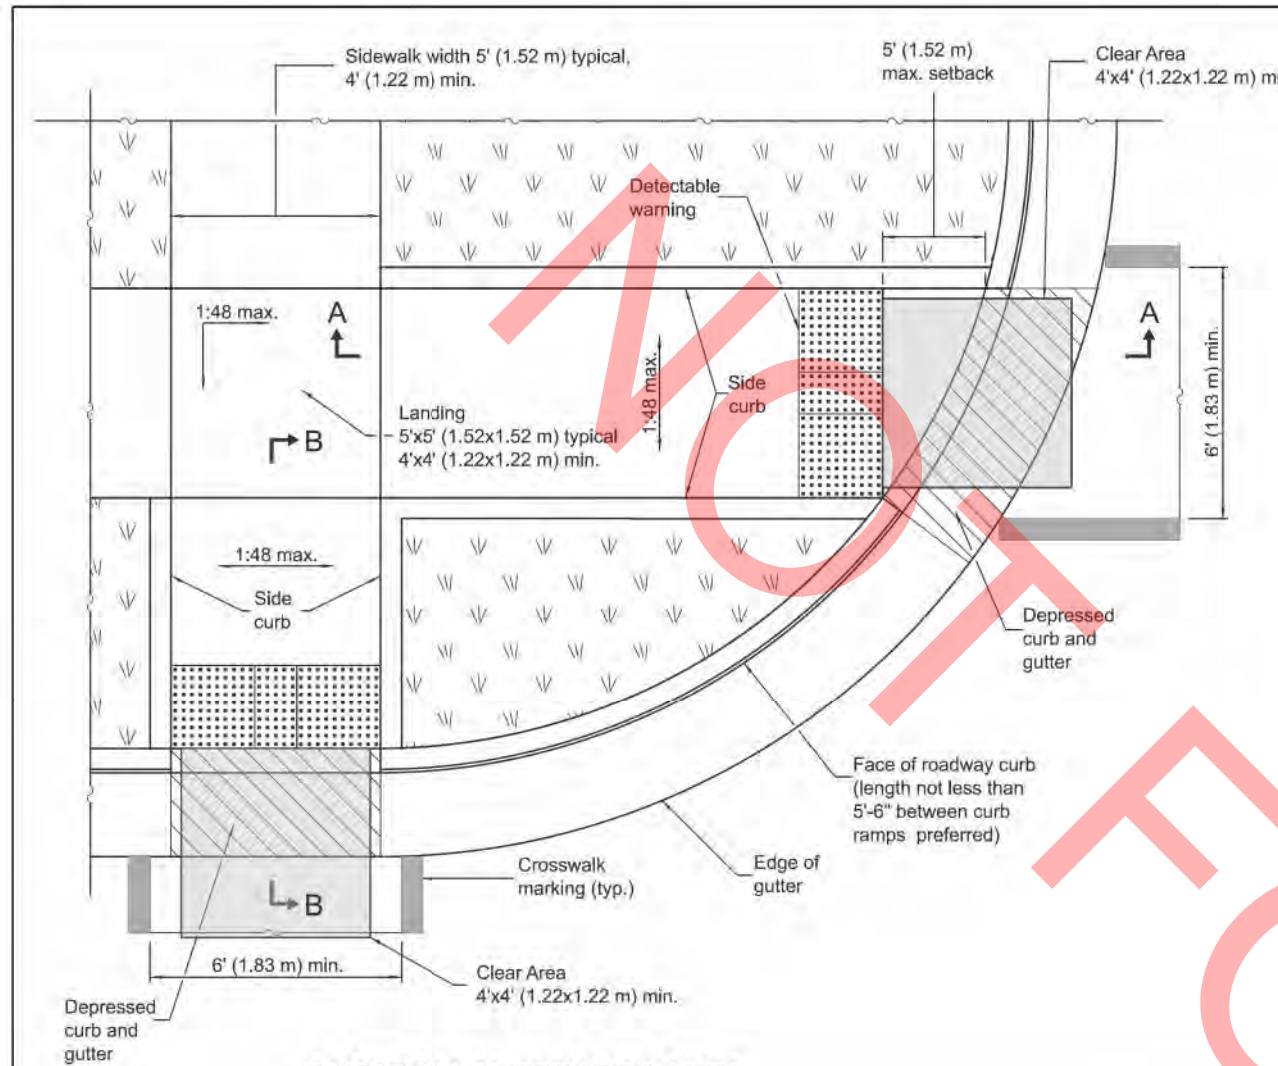 Sidewalk width 5' (1.52 m) typical,
4' (1.22 m) min.
5' (1.52 m)
max. setback
Clear Area
4'x4' (1.22x1.22 m) mi
Detectable
warning
1:48 max.
A
A
1:48 max.
Side
curb
6' (1.83 m) min.
Landing
5'x5' (1.52x1.52 m) typical
4'x4' (1.22x1.22 m) min.
B
1:48 max.
Side
curb
Depressed
curb and
gutter
Face of roadway curb
(length not less than
5'-6" between curb
ramps preferred)
Edge of
gutter
Crosswalk
marking (typ.)
B
6' (1.83 m) min.
Clear Area
4'x4' (1.22x1.22 m) min.
Depressed
curb and
gutter
NOT FO